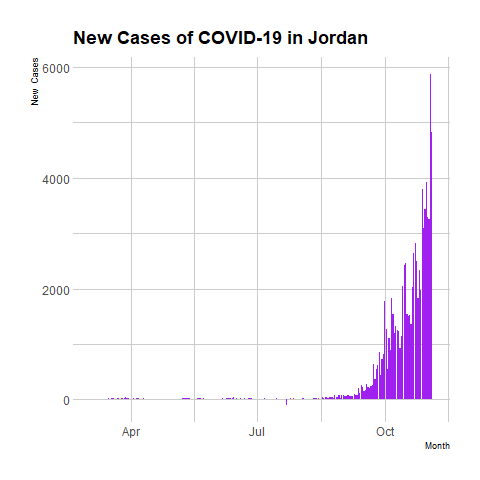 New Cases of COVID-19 in Jordan
New Cases
6000
4000
2000
0
Apr
Jul
Oct
Month